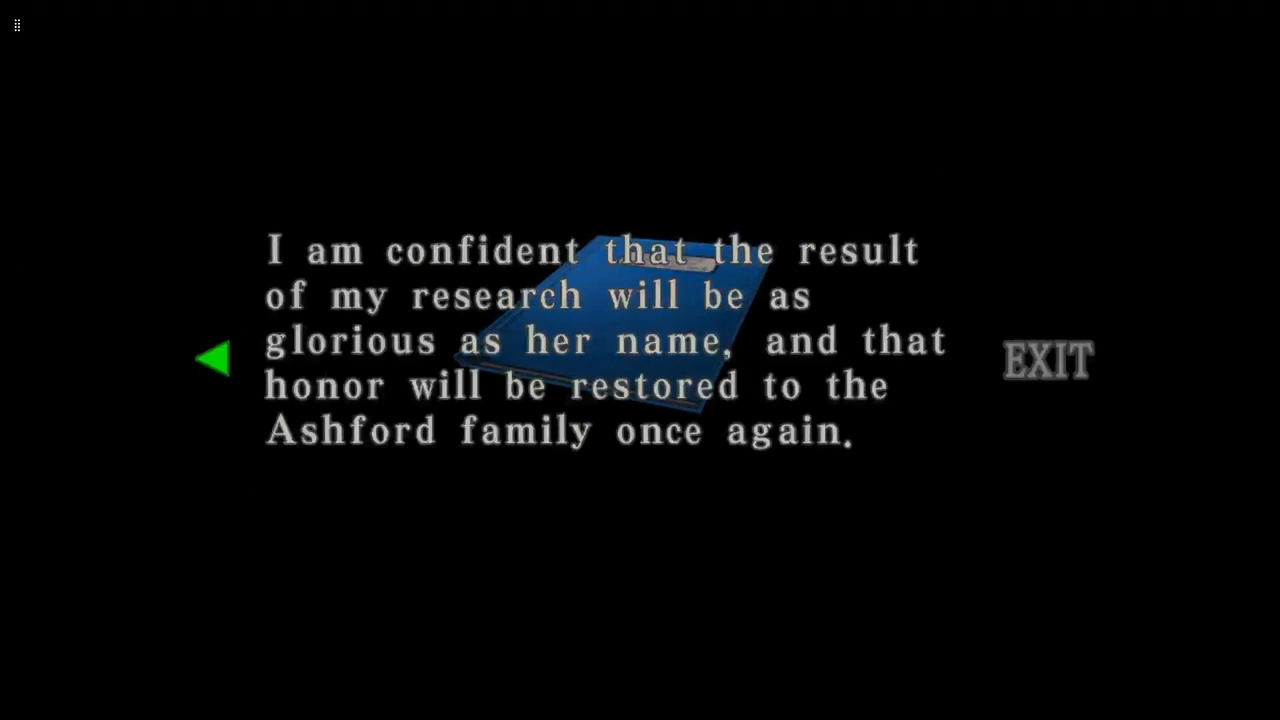 I am confident that the result
of my research will be as
glorious as her name, and that
honor will be restored to the
Ashford family once again.
EXIT